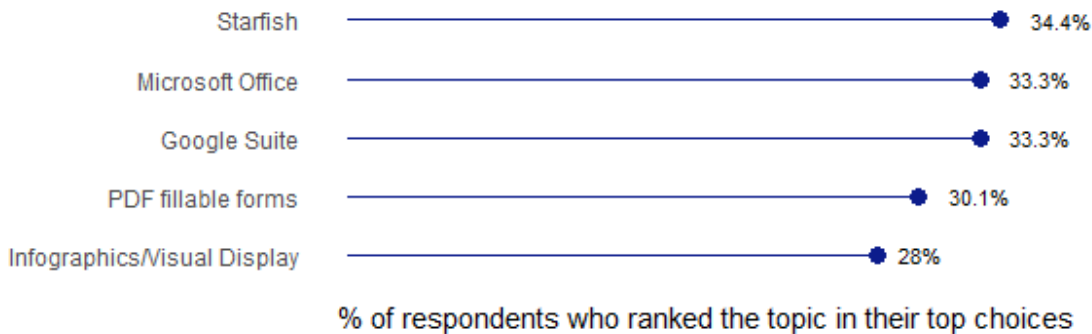 Starfish 34.4%
Microsoft Office 33.3%
Google Suite 33.3%
PDF fillable forms 30.1%
Infographics/Visual Display 28%
% of respondents who ranked the topic in their top choices